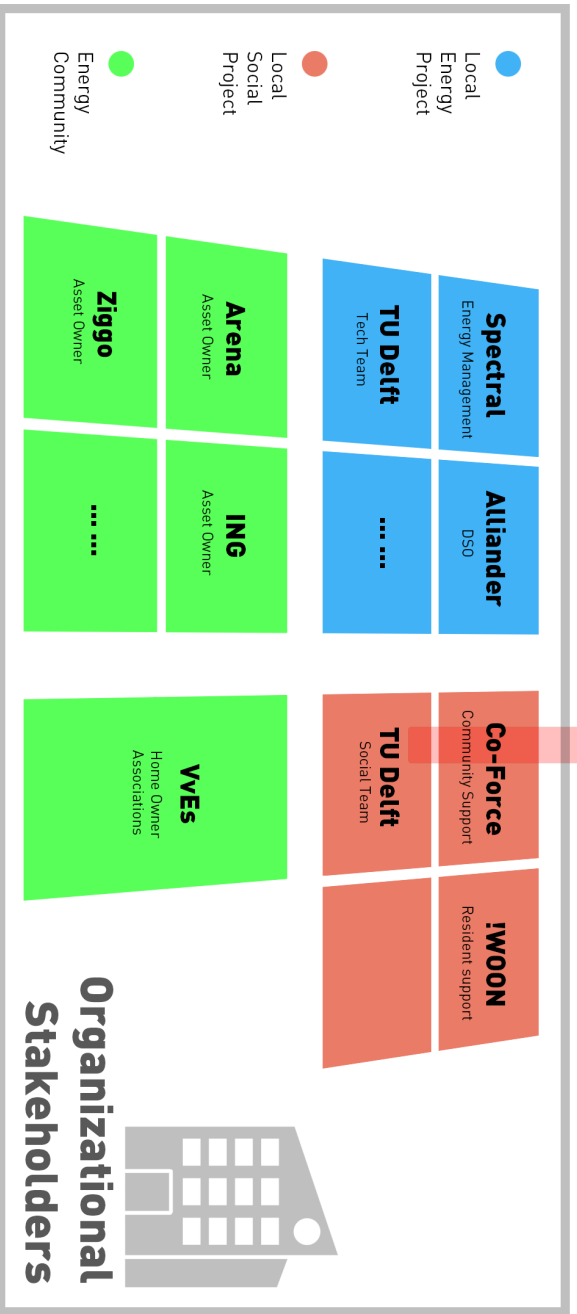 Local
Energy
Project
Local
Social
Project
Energy
Community
Spectral
Energy Management
Alliander
DSO
Co-Force
Community Support
!WOON
Resident support
TU Delft
Tech Team
... ...
TU Delft
Social Team
Arena
Asset Owner
ING
Asset Owner
VvEs
Home Owner
Associations
Ziggo
Asset Owner
... ...
Organizational
Stakeholders